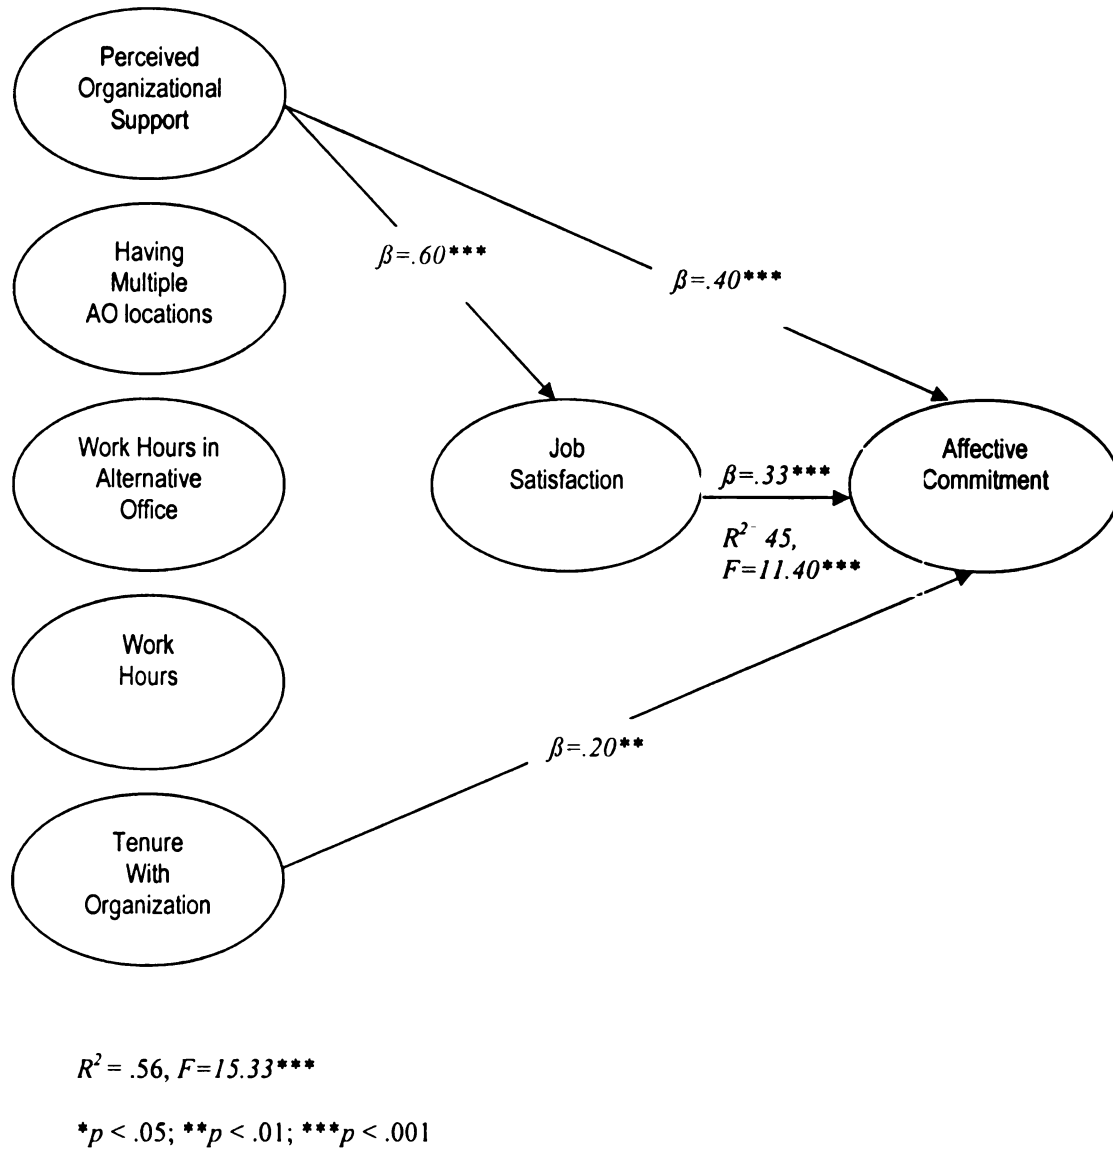 Perceived
Organizational
Support
Having
Multiple
AO locations
β=.60***
β=.40***
Work Hours in
Alternative
Office
Job
Satisfaction
β=.33***
R²⁻ 45,
F=11.40***
Affective
Commitment
Work
Hours
β=.20**
Tenure
With
Organization
R² = .56, F=15.33***
*p < .05; **p < .01; ***p < .001